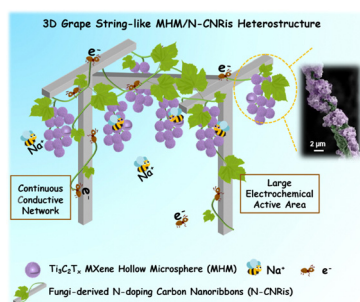 3D Grape String-like MHM/N-CNRis Heterostructure
e⁻
e⁻
Na⁺
Na⁺
2 μm
Continuous
Conductive
Network
e⁻
e⁻
Large
Electrochemical
Active Area
Ti₃C₂Tₓ MXene Hollow Microsphere (MHM) Na⁺ e⁻
Fungi-derived N-doping Carbon Nanoribbons (N-CNRis)